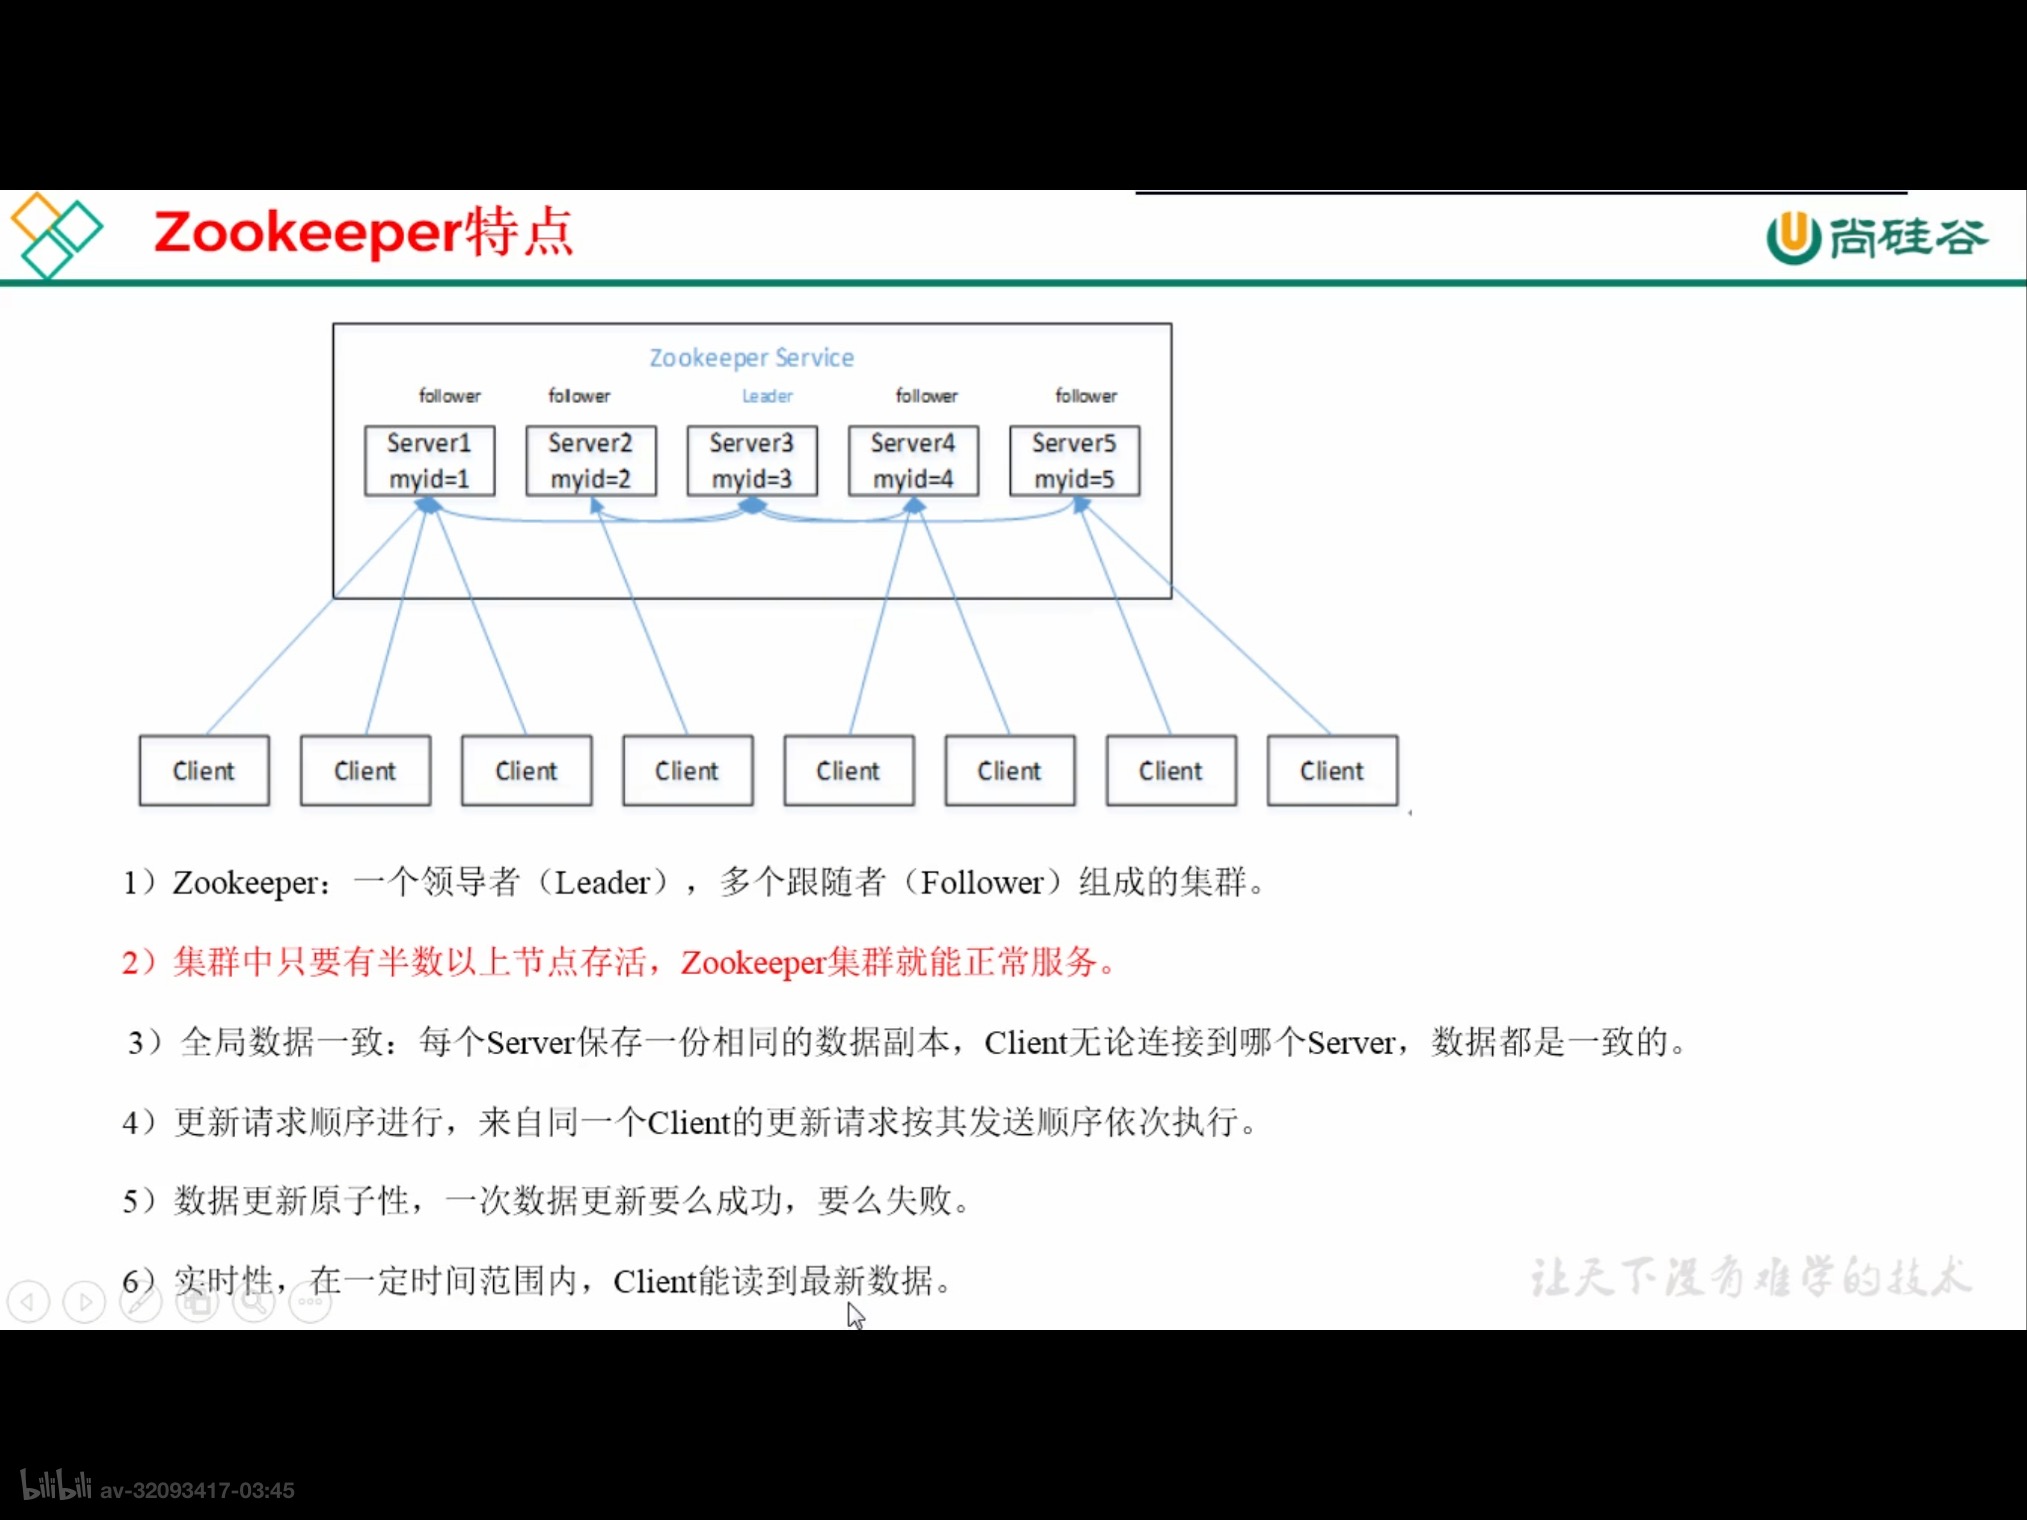 Zookeeper特点
尚硅谷
Zookeeper Service
follower follower Leader follower follower
Server1 Server2 Server3 Server4 Server5
myid=1 myid=2 myid=3 myid=4 myid=5
Client Client Client Client Client Client Client Client
1）Zookeeper：一个领导者（Leader），多个跟随者（Follower）组成的集群。
2）集群中只要有半数以上节点存活，Zookeeper集群就能正常服务。
3）全局数据一致：每个Server保存一份相同的数据副本，Client无论连接到哪个Server，数据都是一致的。
4）更新请求顺序进行，来自同一个Client的更新请求按其发送顺序依次执行。
5）数据更新原子性，一次数据更新要么成功，要么失败。
6）实时性，在一定时间范围内，Client能读到最新数据。
让天下没有难学的技术
bilibili av-32093417-03:45